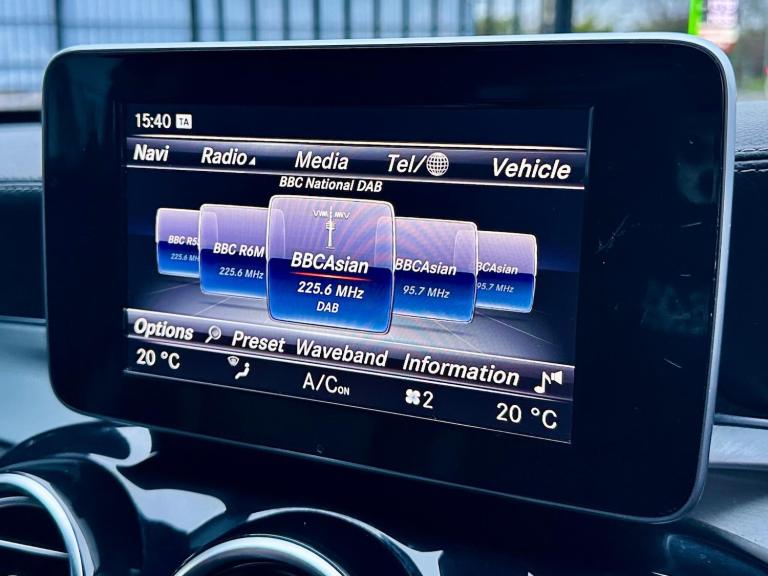 15:40 TA
Navi Radio Media Tel/ Vehicle
BBC National DAB
BBC R5 BBC R6M BBCAsian BBCAsian BCAsian
225.6 MH 225.6 MHz 225.6 MHz 95.7 MHz 95.7 MHz
DAB
Options Preset Waveband Information
20 °C A/C ON 2 20 °C